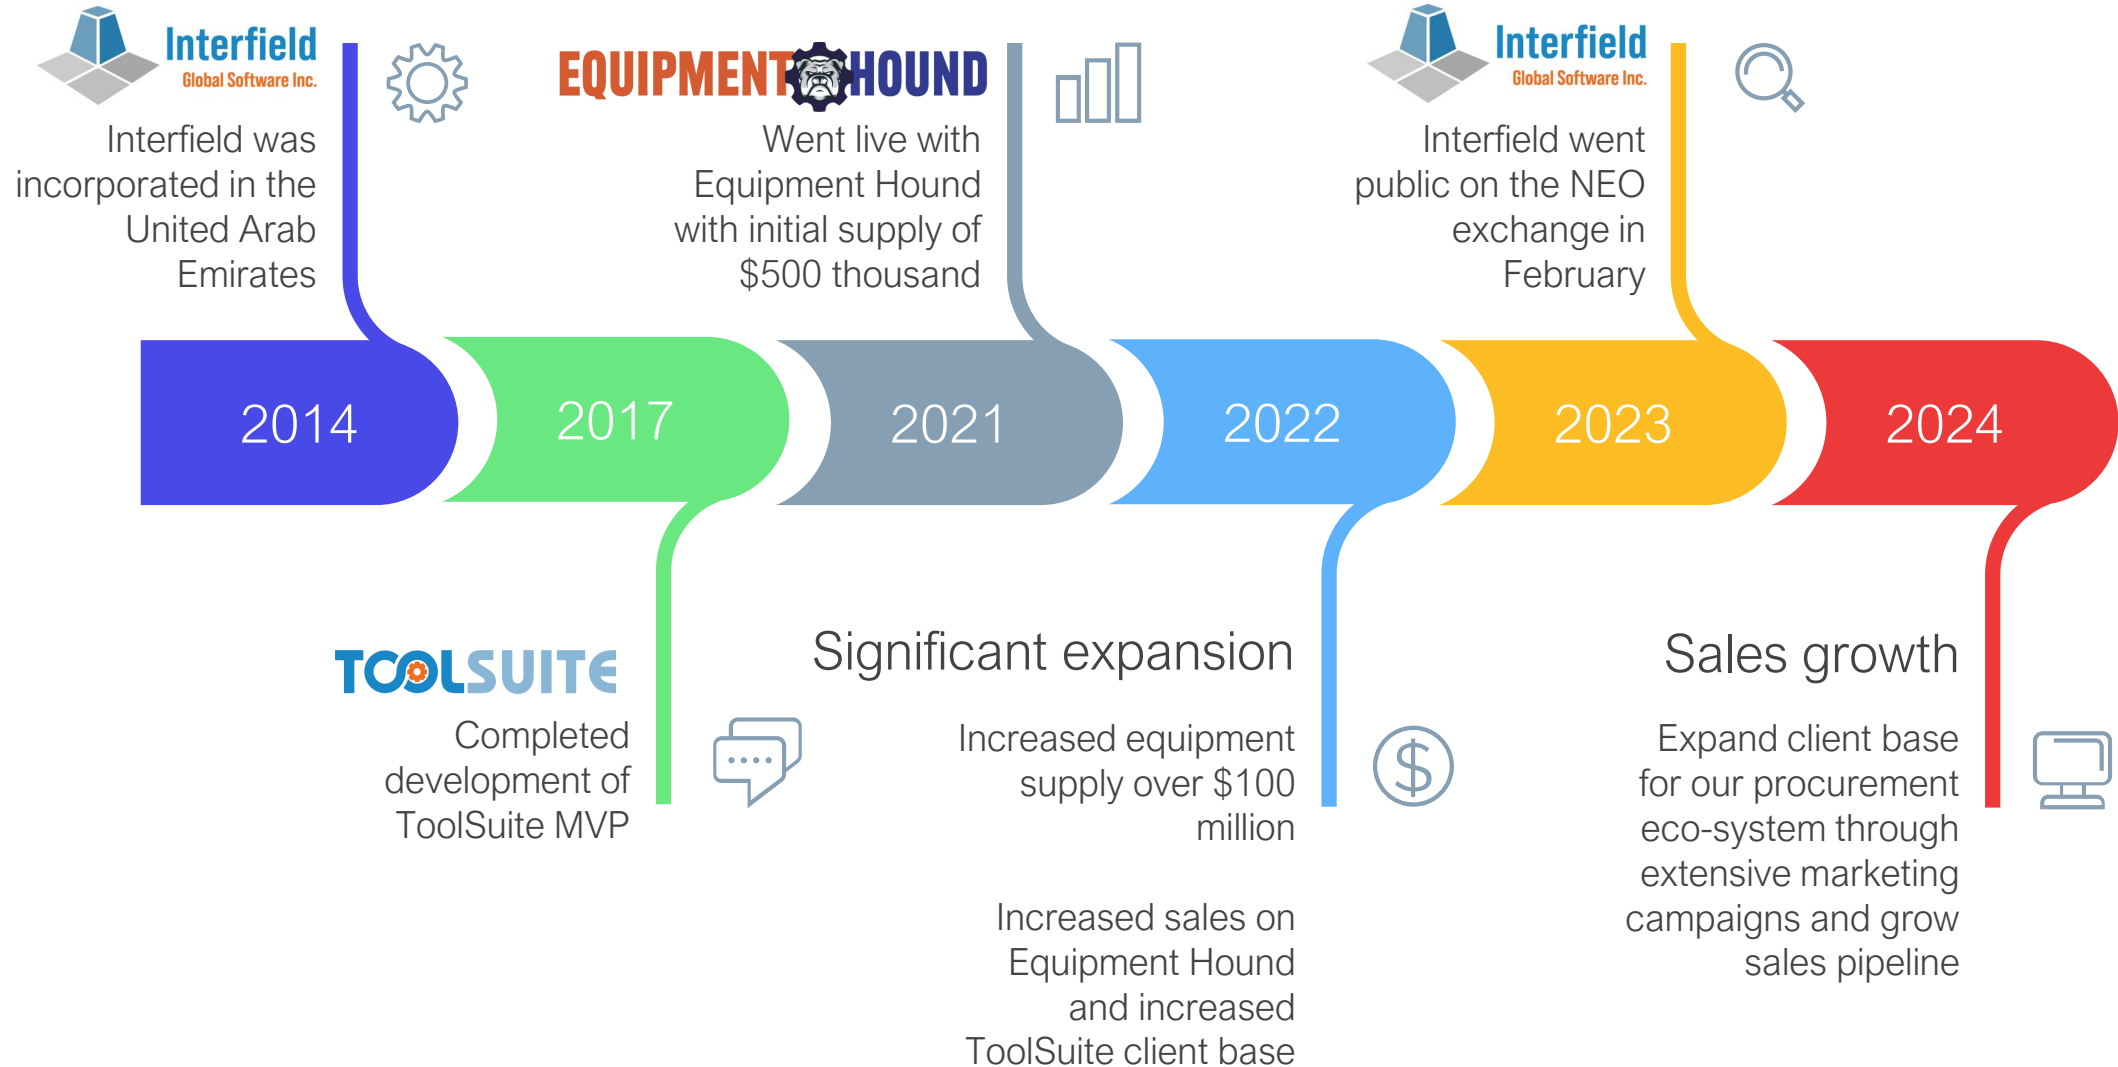 Interfield
Global Software Inc.
Interfield was
incorporated in the
United Arab
Emirates
EQUIPMENT HOUND
Went live with
Equipment Hound
with initial supply of
$500 thousand
Interfield
Global Software Inc.
Interfield went
public on the NEO
exchange in
February
2014
2017
2021
2022
2023
2024
TOOLSUITE
Completed
development of
ToolSuite MVP
Significant expansion
Increased equipment
supply over $100
million
Increased sales on
Equipment Hound
and increased
ToolSuite client base
Sales growth
Expand client base
for our procurement
eco-system through
extensive marketing
campaigns and grow
sales pipeline